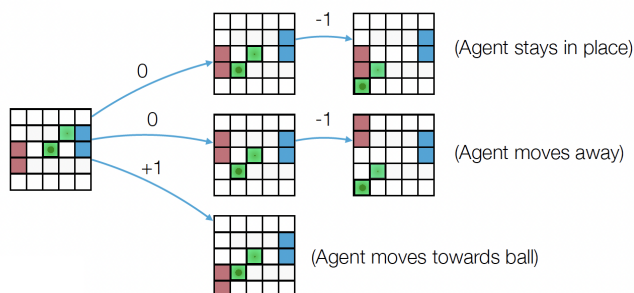 -1
(Agent stays in place)
0
0
-1
(Agent moves away)
+1
(Agent moves towards ball)